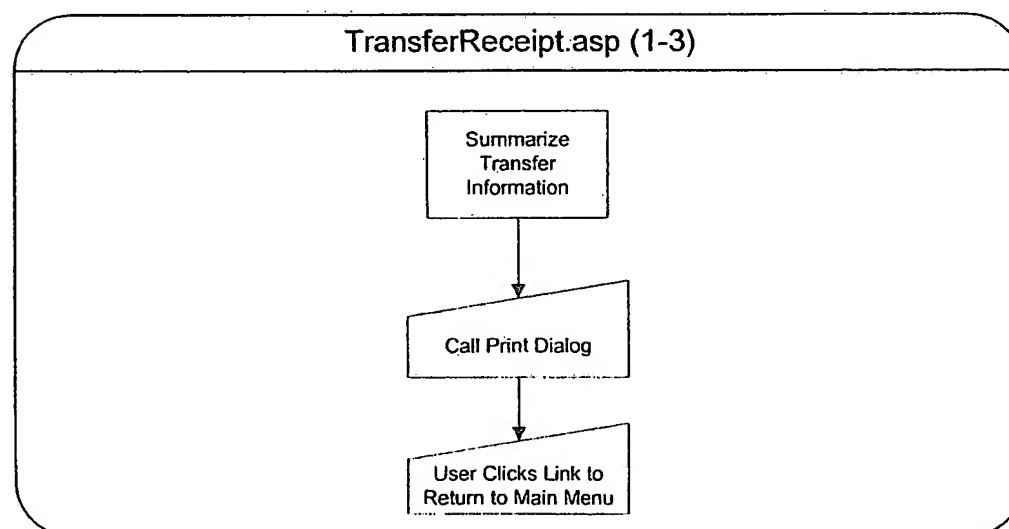 TransferReceipt.asp (1-3)
Summarize
Transfer
Information
Call Print Dialog
User Clicks Link to
Return to Main Menu